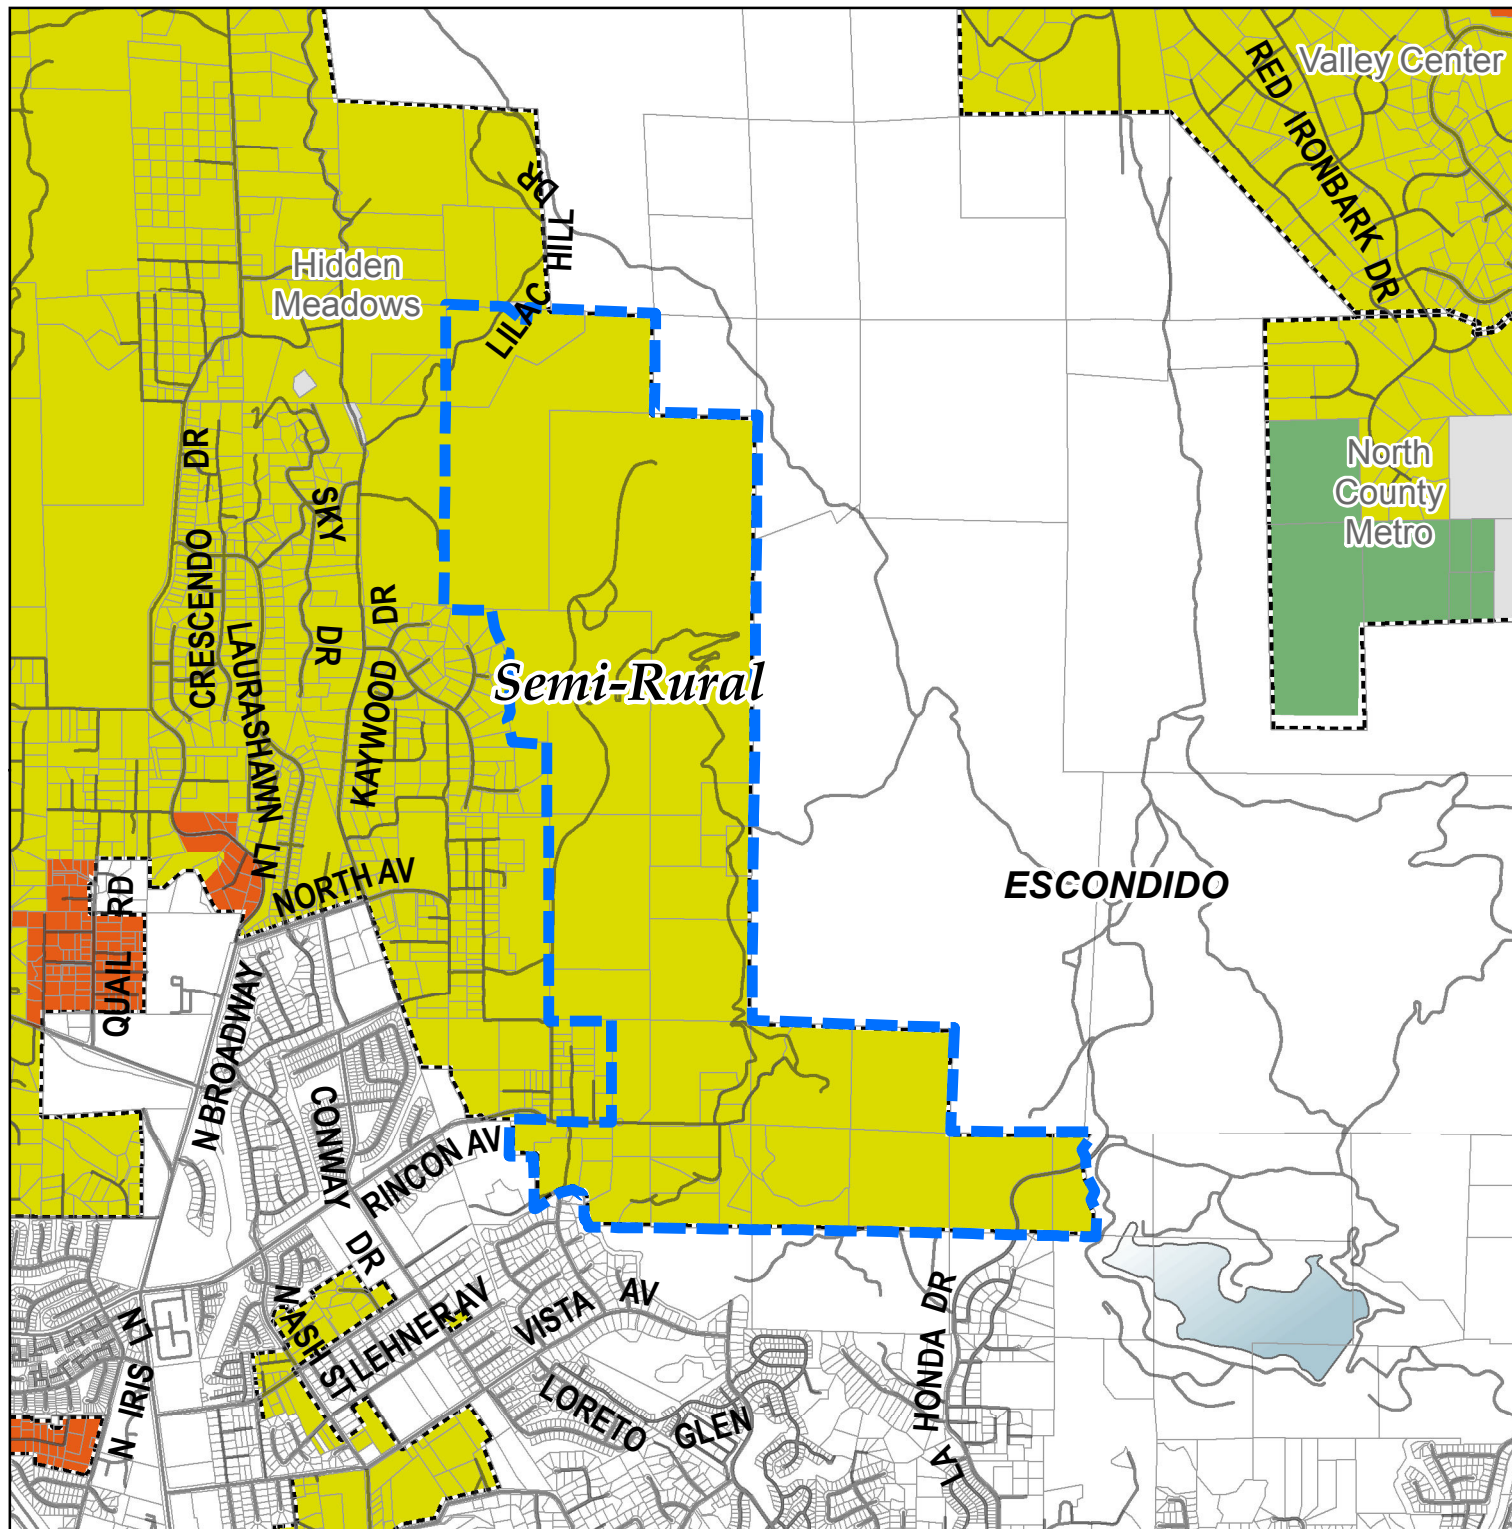 Valley Center
RED IRONBARK DR
LILAC HILL DR
Hidden
Meadows
CRESCENDO DR
SKY DR
North
County
Metro
LAURASHAWN LN
KAYWOOD DR
Semi-Rural
ESCONDIDO
NORTH AV
QUAIL RD
N BROADWAY
CONWAY DR
RINCON AV
N IRIS LN
N ASH ST
LEHNER AV
VISTA AV
LORETO GLEN
LA HONDA DR